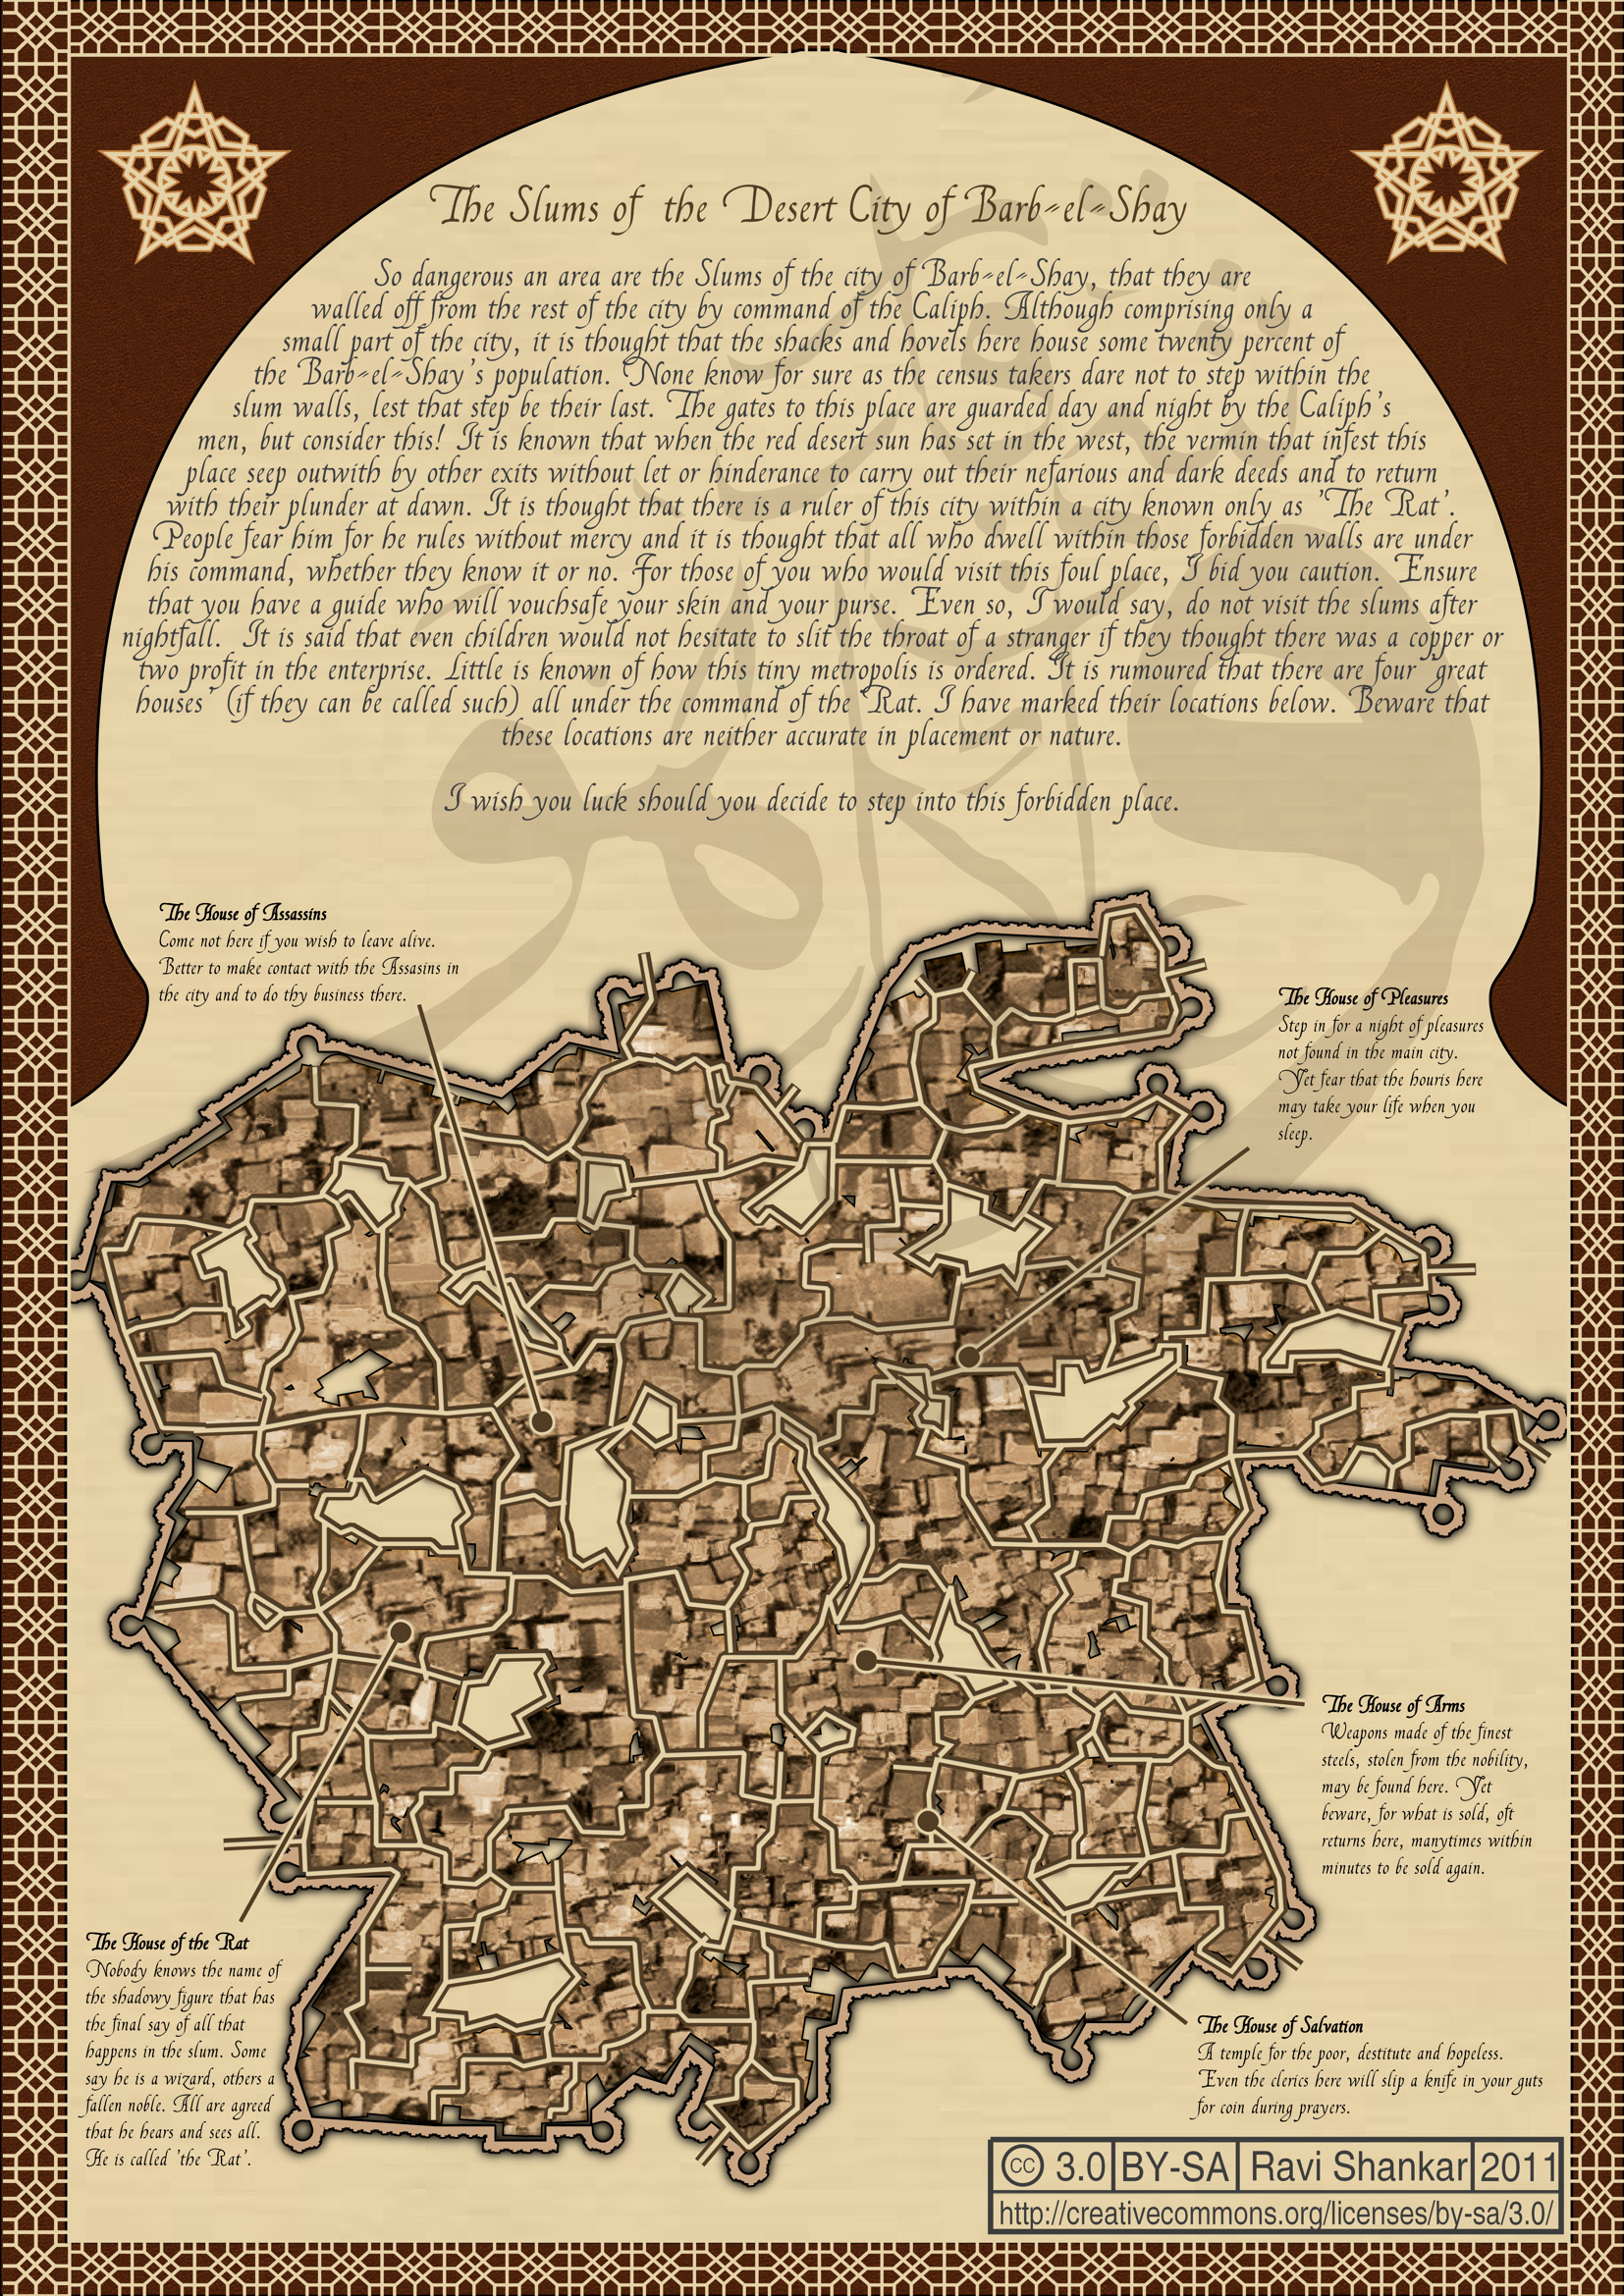 The Slums of the Desert City of Barb-el-Shay
So dangerous an area are the Slums of the city of Barb-el-Shay, that they are
walled off from the rest of the city by command of the Caliph. Although comprising only a
small part of the city, it is thought that the shacks and hovels here house some twenty percent of
the Barb-el-Shay's population. None know for sure as the census takers dare not to step within the
slum walls, lest that step be their last. The gates to this place are guarded day and night by the Caliph's
men, but consider this! It is known that when the red desert sun has set in the west, the vermin that infest this
place seep outwith by other exits without let or hinderance to carry out their nefarious and dark deeds and to return
with their plunder at dawn. It is thought that there is a ruler of this city within a city known only as 'The Rat'.
People fear him for he rules without mercy and it is thought that all who dwell within those forbidden walls are under
his command, whether they know it or no. For those of you who would visit this foul place, I bid you caution. Ensure
that you have a guide who will vouchsafe your skin and your purse. Even so, I would say, do not visit the slums after
nightfall. It is said that even children would not hesitate to slit the throat of a stranger if they thought there was a copper or
two profit in the enterprise. Little is known of how this tiny metropolis is ordered. It is rumoured that there are four 'great
houses' (if they can be called such) all under the command of the Rat. I have marked their locations below. Beware that
these locations are neither accurate in placement or nature.
I wish you luck should you decide to step into this forbidden place.
The House of Assassins
Come not here if you wish to leave alive.
Better to make contact with the Assasins in
the city and to do thy business there.
The House of Pleasures
Step in for a night of pleasures
not found in the main city.
Yet fear that the houris here
may take your life when you
sleep.
The House of Arms
Weapons made of the finest
steels, stolen from the nobility,
may be found here. Yet
beware, for what is sold, oft
returns here, manytimes within
minutes to be sold again.
The House of the Rat
Nobody knows the name of
the shadowy figure that has
the final say of all that
happens in the slum. Some
say he is a wizard, others a
fallen noble. All are agreed
that he hears and sees all.
He is called 'the Rat'.
The House of Salvation
A temple for the poor, destitute and hopeless.
Even the clerics here will slip a knife in your guts
for coin during prayers.
cc 3.0 BY-SA Ravi Shankar 2011
http://creativecommons.org/licenses/by-sa/3.0/